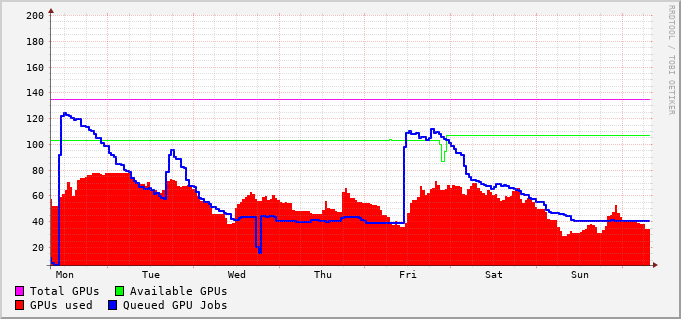 200
180
160
140
120
100
80
60
40
20
Mon Tue Wed Thu Fri Sat Sun
Total GPUs Available GPUs
GPUs used Queued GPU Jobs
RRDTOOL / TOBI OETIKER